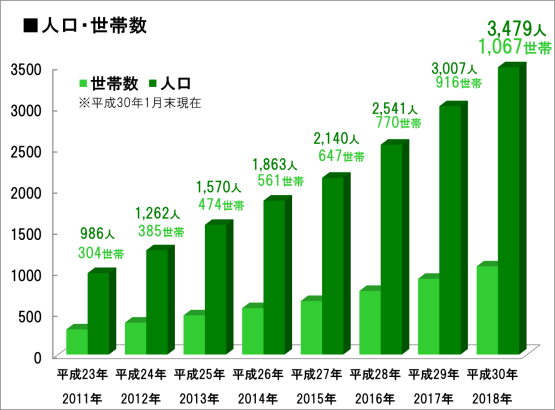 ■人口・世帯数
■世帯数 ■人口
※平成30年1月末現在
3500
3000
2500
2000
1500
1000
500
0
986人
304世帯
1,262人
385世帯
1,570人
474世帯
1,863人
561世帯
2,140人
647世帯
2,541人
770世帯
3,007人
916世帯
3,479人
1,067世帯
平成23年 平成24年 平成25年 平成26年 平成27年 平成28年 平成29年 平成30年
2011年 2012年 2013年 2014年 2015年 2016年 2017年 2018年